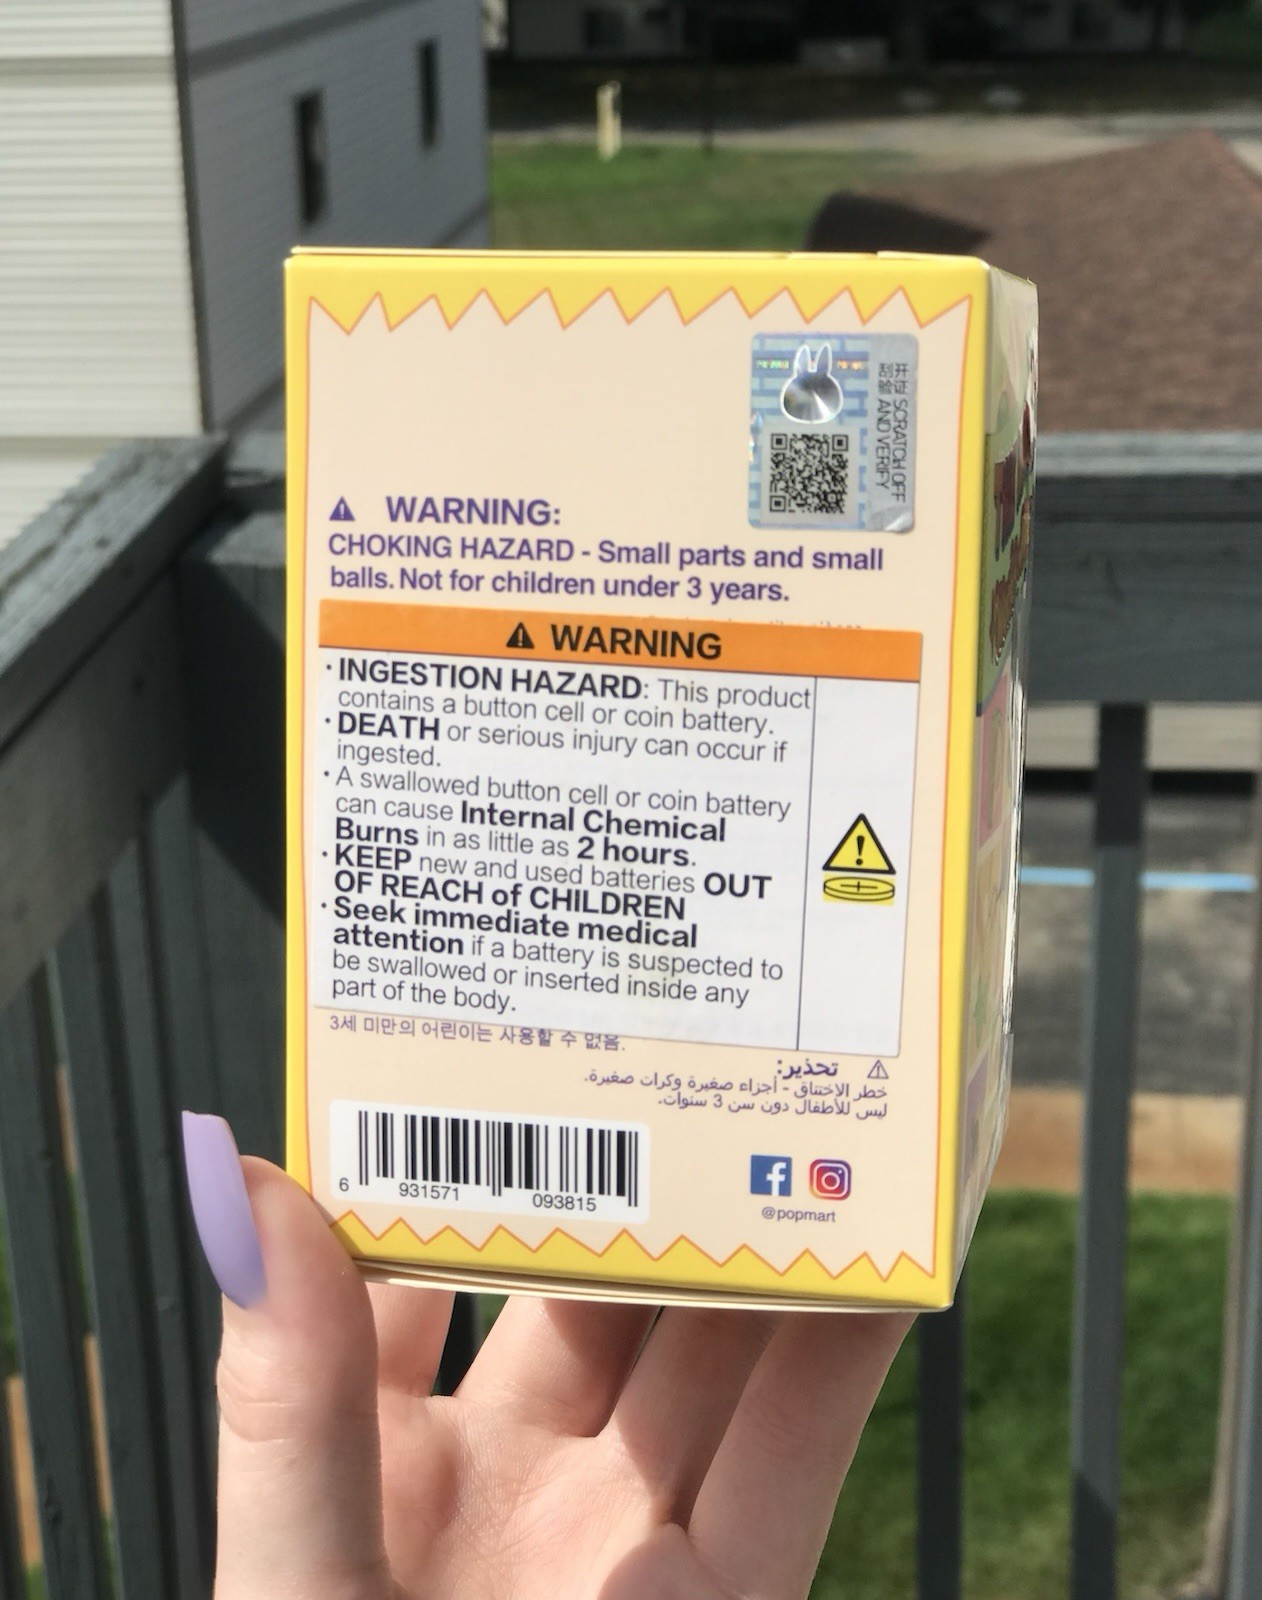 开证 SCRATCH OFF
刮验 AND VERIFY
WARNING:
CHOKING HAZARD - Small parts and small
balls. Not for children under 3 years.
WARNING
· INGESTION HAZARD: This product
contains a button cell or coin battery.
· DEATH or serious injury can occur if
ingested.
· A swallowed button cell or coin battery
can cause Internal Chemical
Burns in as little as 2 hours.
· KEEP new and used batteries OUT
OF REACH of CHILDREN
· Seek immediate medical
attention if a battery is suspected to
be swallowed or inserted inside any
part of the body.
3세 미만의 어린이는 사용할 수 없음.
تحذير:
خطر الاختناق - أجزاء صغيرة وكرات صغيرة.
ليس للأطفال دون سن 3 سنوات.
6 931571 093815
@popmart